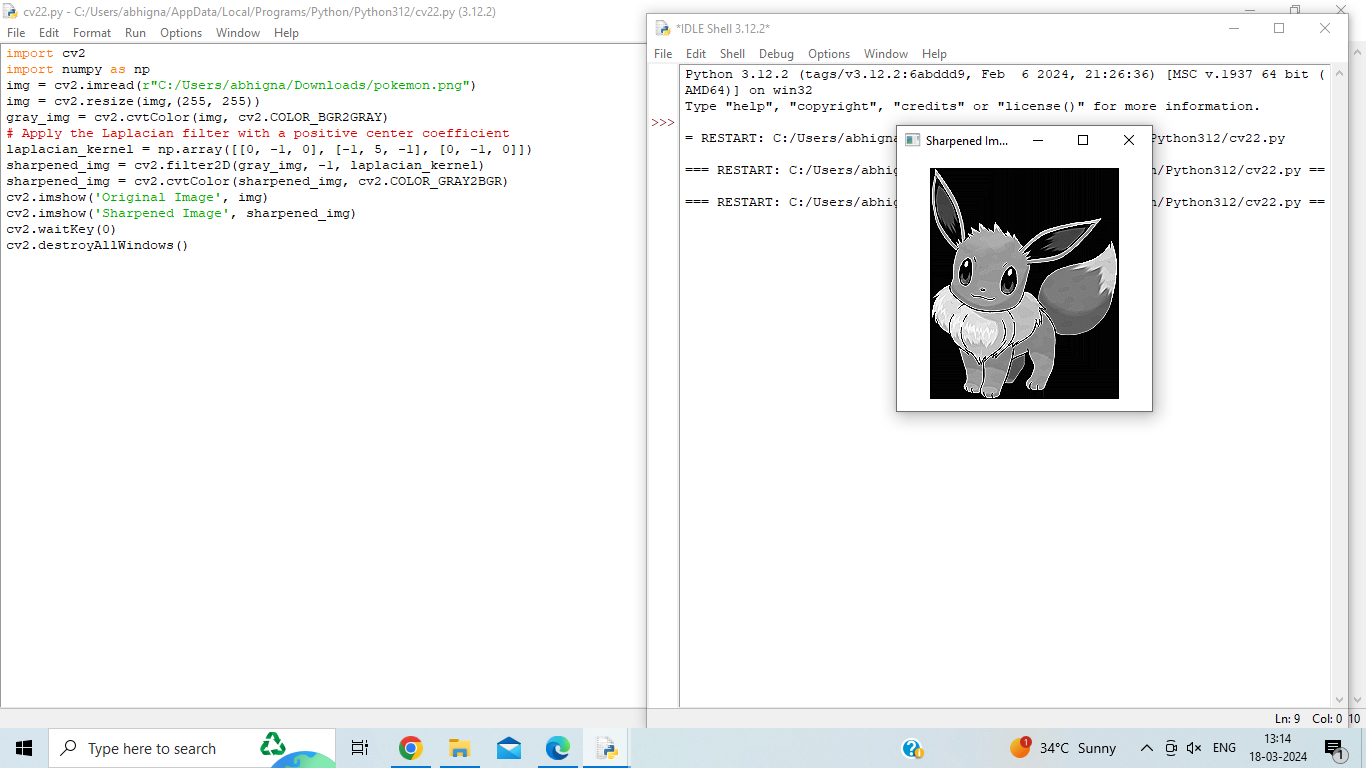 cv22.py - C:/Users/abhigna/AppData/Local/Programs/Python/Python312/cv22.py (3.12.2)
File Edit Format Run Options Window Help
import cv2
import numpy as np
img = cv2.imread(r"C:/Users/abhigna/Downloads/pokemon.png")
img = cv2.resize(img,(255, 255))
gray_img = cv2.cvtColor(img, cv2.COLOR_BGR2GRAY)
# Apply the Laplacian filter with a positive center coefficient
laplacian_kernel = np.array([[0, -1, 0], [-1, 5, -1], [0, -1, 0]])
sharpened_img = cv2.filter2D(gray_img, -1, laplacian_kernel)
sharpened_img = cv2.cvtColor(sharpened_img, cv2.COLOR_GRAY2BGR)
cv2.imshow('Original Image', img)
cv2.imshow('Sharpened Image', sharpened_img)
cv2.waitKey(0)
cv2.destroyAllWindows()
*IDLE Shell 3.12.2*
File Edit Shell Debug Options Window Help
Python 3.12.2 (tags/v3.12.2:6abddd9, Feb  6 2024, 21:26:36) [MSC v.1937 64 bit (
AMD64)] on win32
Type "help", "copyright", "credits" or "license()" for more information.
>>>
= RESTART: C:/Users/abhigna Python312/cv22.py
=== RESTART: C:/Users/abhig n/Python312/cv22.py ==
=== RESTART: C:/Users/abhig n/Python312/cv22.py ==
Sharpened Im...
Ln: 9 Col: 0 10
Type here to search
1
34°C Sunny
ENG
13:14
18-03-2024
1